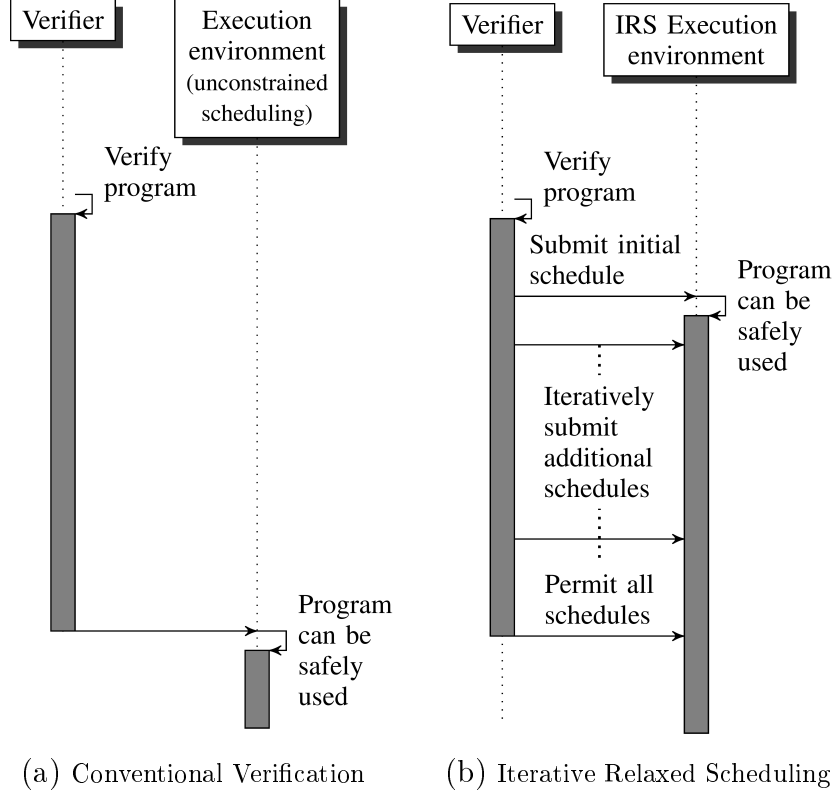 Verifier
Execution
environment
(unconstrained
scheduling)
Verify
program
Program
can be
safely
used
(a) Conventional Verification
Verifier
IRS Execution
environment
Verify
program
Submit initial
schedule
Program
can be
safely
used
Iteratively
submit
additional
schedules
Permit all
schedules
(b) Iterative Relaxed Scheduling